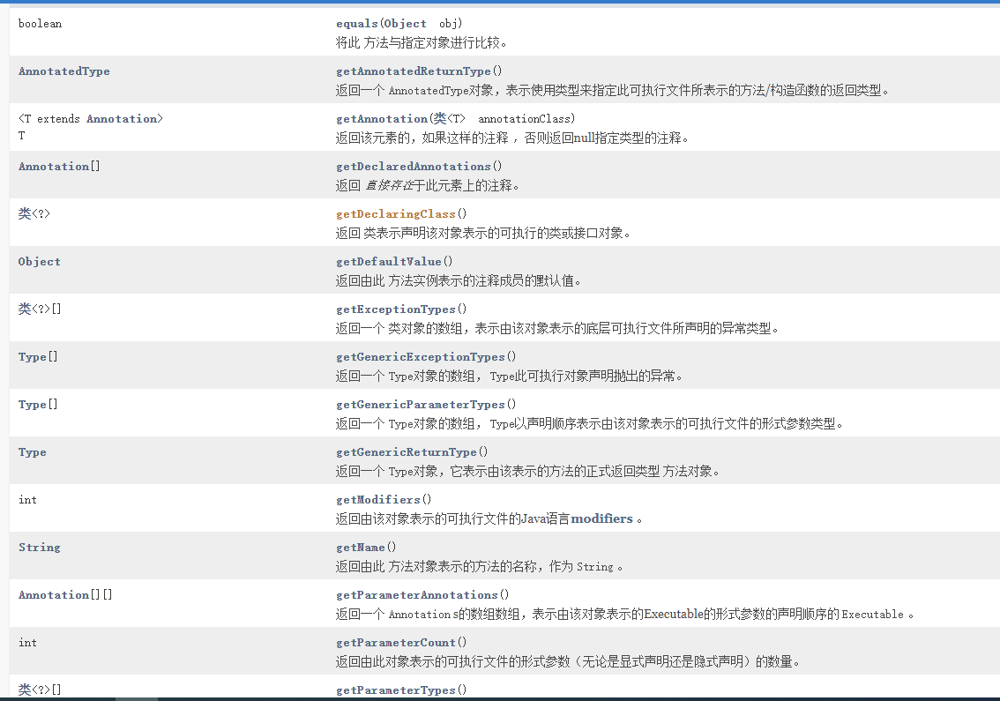 boolean equals(Object obj)
将此 方法与指定对象进行比较。
AnnotatedType getAnnotatedReturnType()
返回一个 AnnotatedType对象，表示使用类型来指定此可执行文件所表示的方法/构造函数的返回类型。
<T extends Annotation> getAnnotation(类<T> annotationClass)
T 返回该元素的，如果这样的注释 ，否则返回null指定类型的注释。
Annotation[] getDeclaredAnnotations()
返回 直接存在于此元素上的注释。
类<?> getDeclaringClass()
返回 类表示声明该对象表示的可执行的类或接口对象。
Object getDefaultValue()
返回由此 方法实例表示的注释成员的默认值。
类<?>[] getExceptionTypes()
返回一个 类对象的数组，表示由该对象表示的底层可执行文件所声明的异常类型。
Type[] getGenericExceptionTypes()
返回一个 Type对象的数组， Type此可执行对象声明抛出的异常。
Type[] getGenericParameterTypes()
返回一个 Type对象的数组， Type以声明顺序表示由该对象表示的可执行文件的形式参数类型。
Type getGenericReturnType()
返回一个 Type对象，它表示由该表示的方法的正式返回类型 方法对象。
int getModifiers()
返回由该对象表示的可执行文件的Java语言modifiers 。
String getName()
返回由此 方法对象表示的方法的名称，作为 String 。
Annotation[][] getParameterAnnotations()
返回一个 Annotation s的数组数组，表示由该对象表示的Executable的形式参数的声明顺序的 Executable 。
int getParameterCount()
返回由此对象表示的可执行文件的形式参数（无论是显式声明还是隐式声明）的数量。
类<?>[] getParameterTypes()